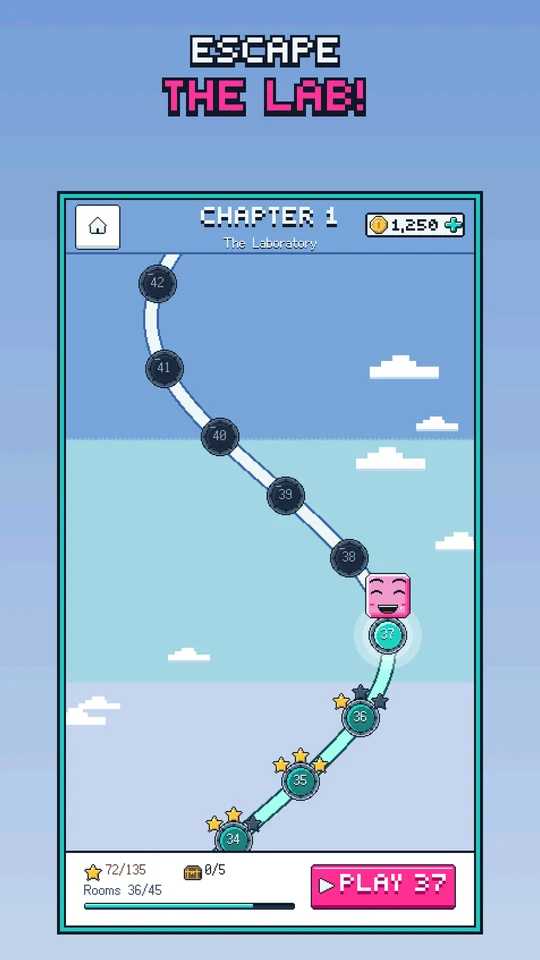 ESCAPE
THE LAB!
CHAPTER 1
The Laboratory
1,250
42
41
40
39
38
37
36
35
34
72/135
0/5
Rooms 36/45
PLAY 37